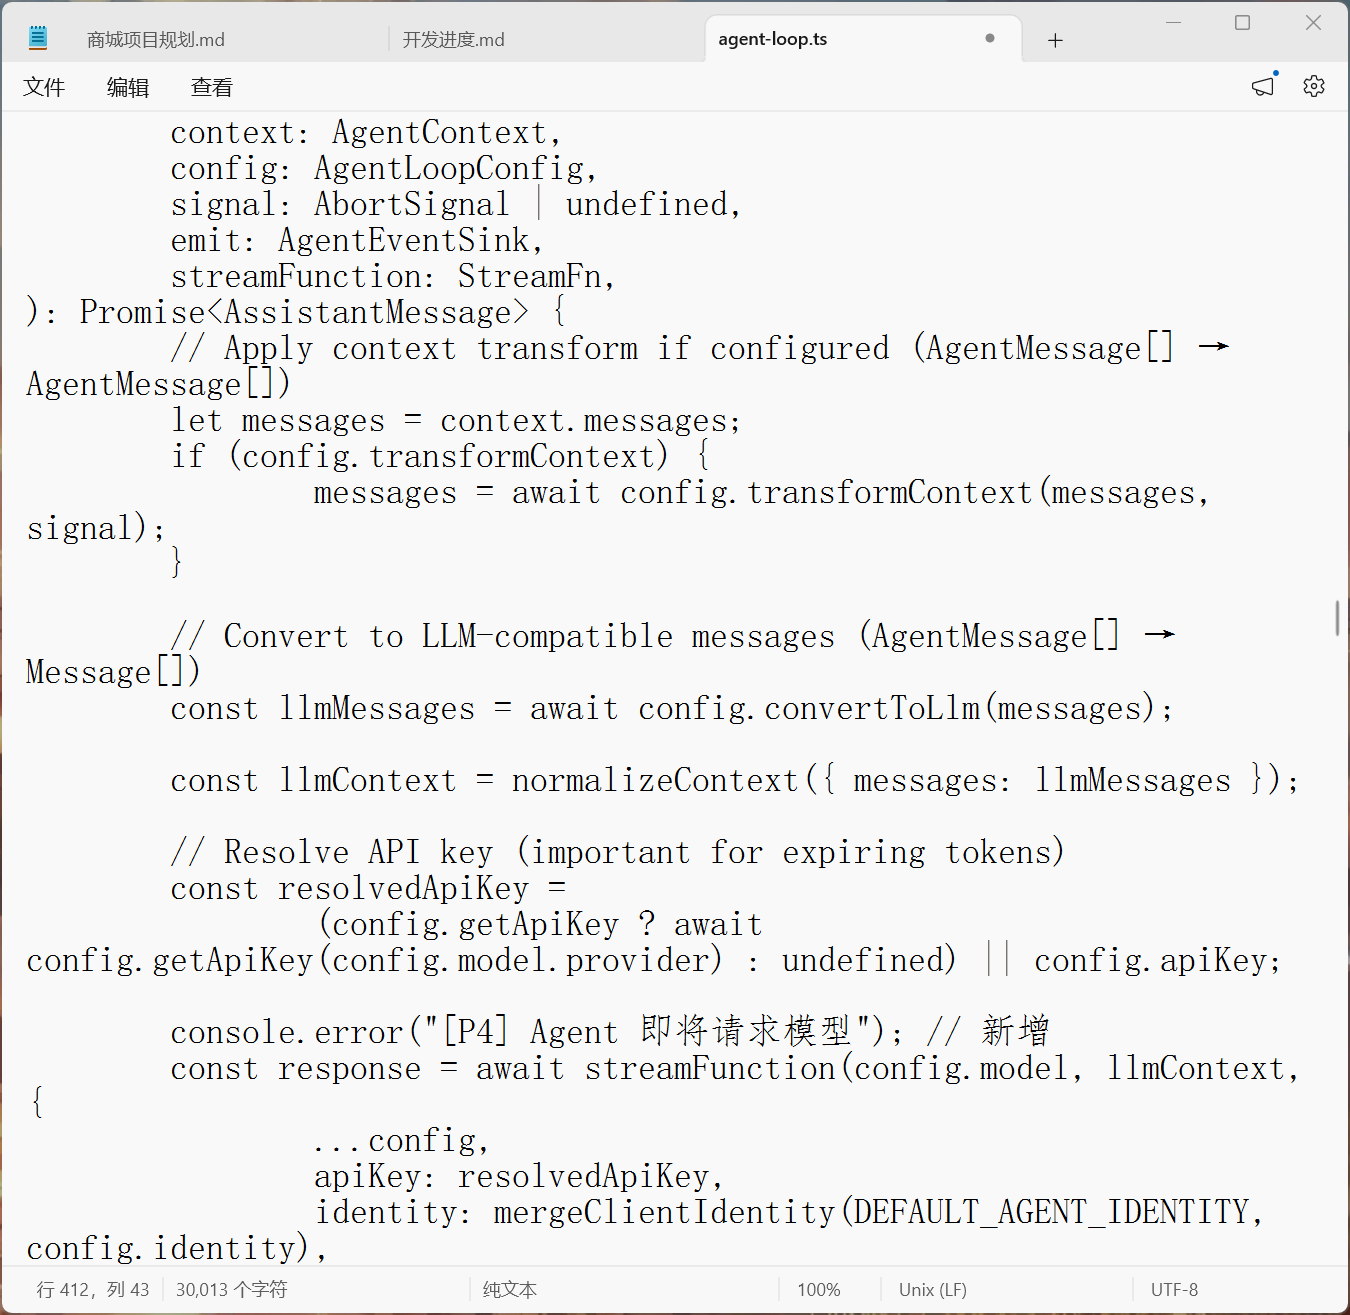 商城项目规划.md
开发进度.md
agent-loop.ts
文件 编辑 查看
context: AgentContext,
config: AgentLoopConfig,
signal: AbortSignal | undefined,
emit: AgentEventSink,
streamFunction: StreamFn,
): Promise<AssistantMessage> {
// Apply context transform if configured (AgentMessage[] →
AgentMessage[])
let messages = context.messages;
if (config.transformContext) {
messages = await config.transformContext(messages,
signal);
}
// Convert to LLM-compatible messages (AgentMessage[] →
Message[])
const llmMessages = await config.convertToLlm(messages);
const llmContext = normalizeContext({ messages: llmMessages });
// Resolve API key (important for expiring tokens)
const resolvedApiKey =
(config.getApiKey ? await
config.getApiKey(config.model.provider) : undefined) || config.apiKey;
console.error("[P4] Agent 即将请求模型"); // 新增
const response = await streamFunction(config.model, llmContext,
{
...config,
apiKey: resolvedApiKey,
identity: mergeClientIdentity(DEFAULT_AGENT_IDENTITY,
config.identity),
行 412，列 43 30,013 个字符 纯文本 100% Unix (LF) UTF-8